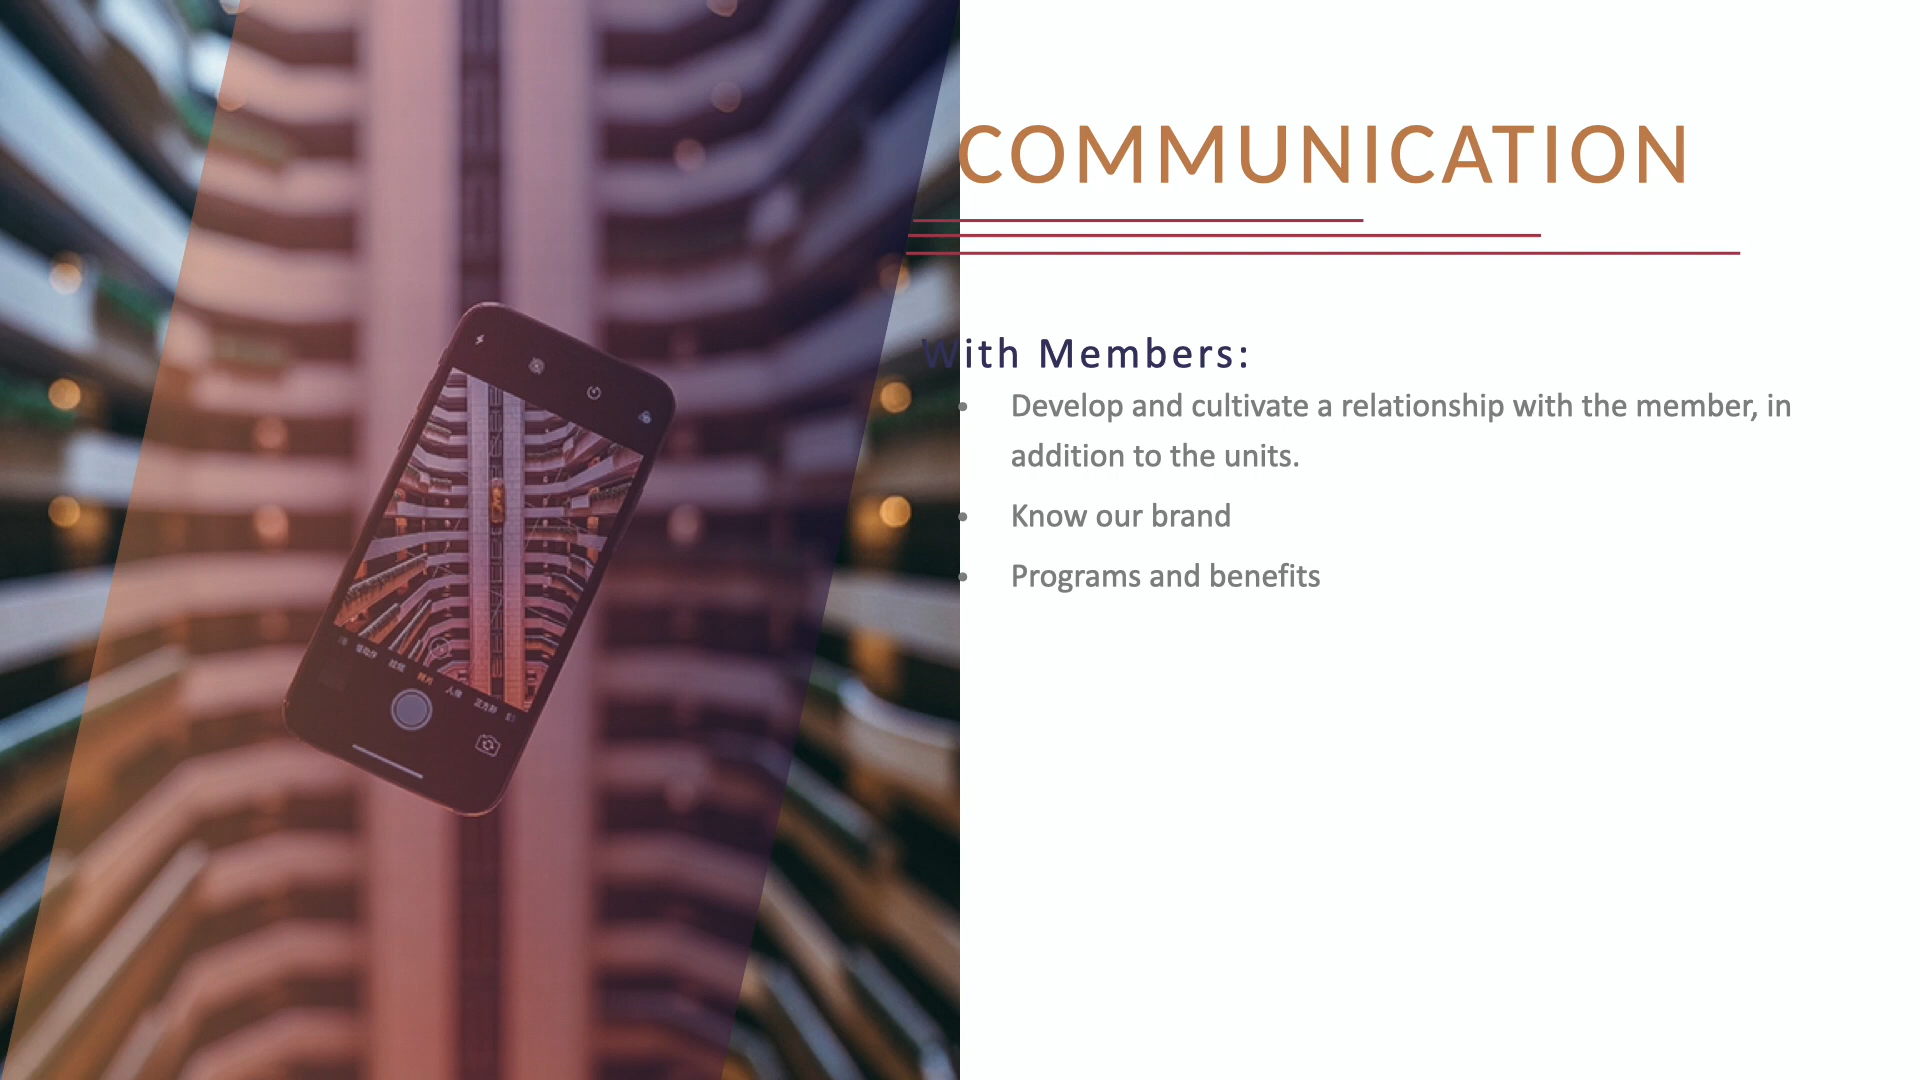 COMMUNICATION
With Members:
• Develop and cultivate a relationship with the member, in
addition to the units.
• Know our brand
• Programs and benefits